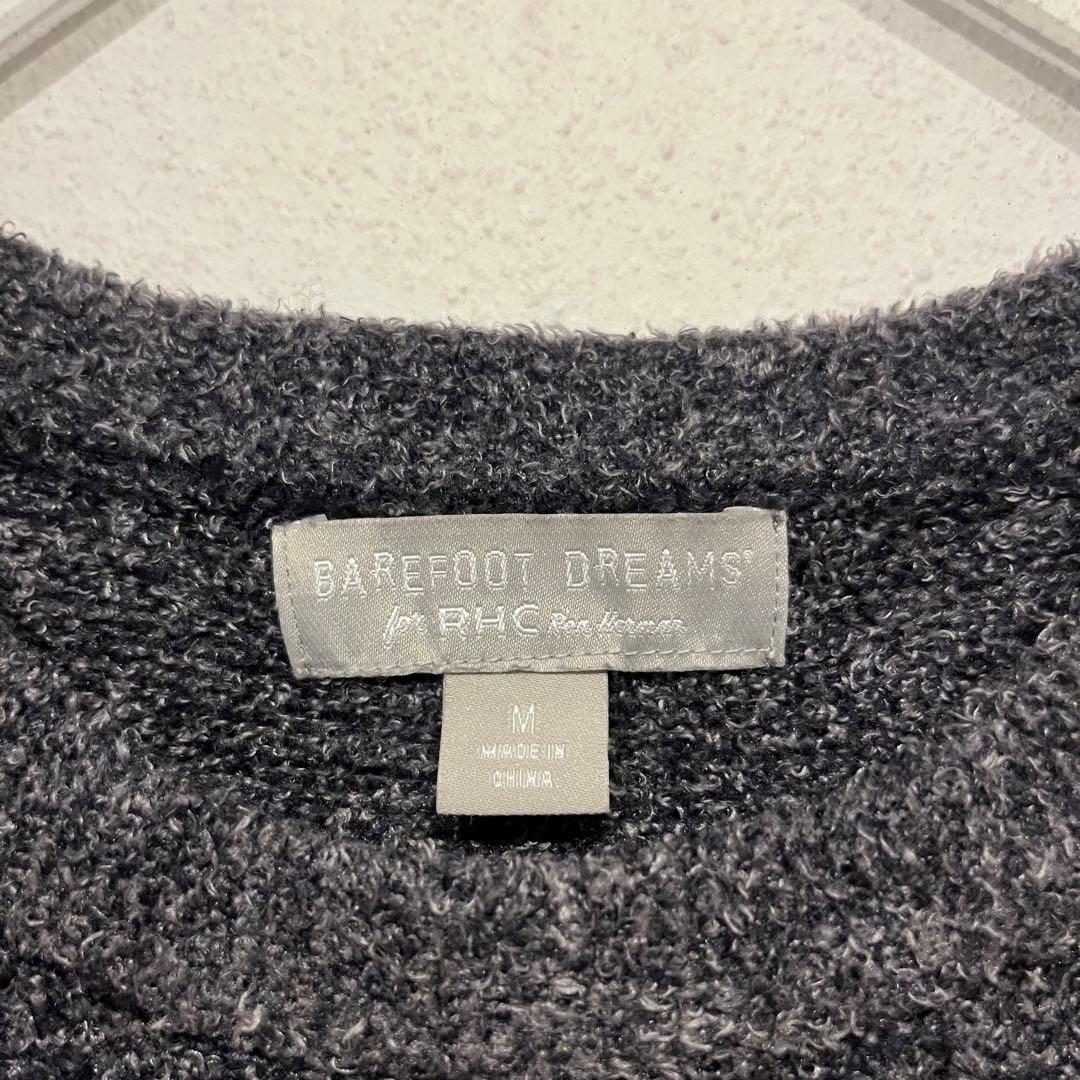 BAREFOOT DREAMS®
for RHC Ron Herman
M
MADE IN
CHINA